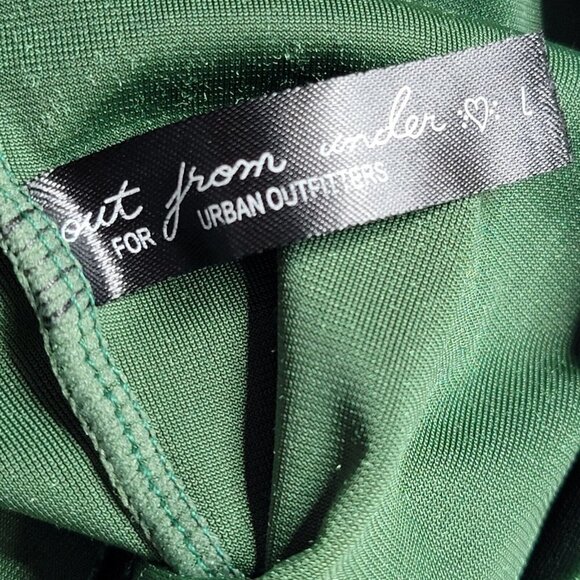 out from under L
FOR URBAN OUTFITTERS